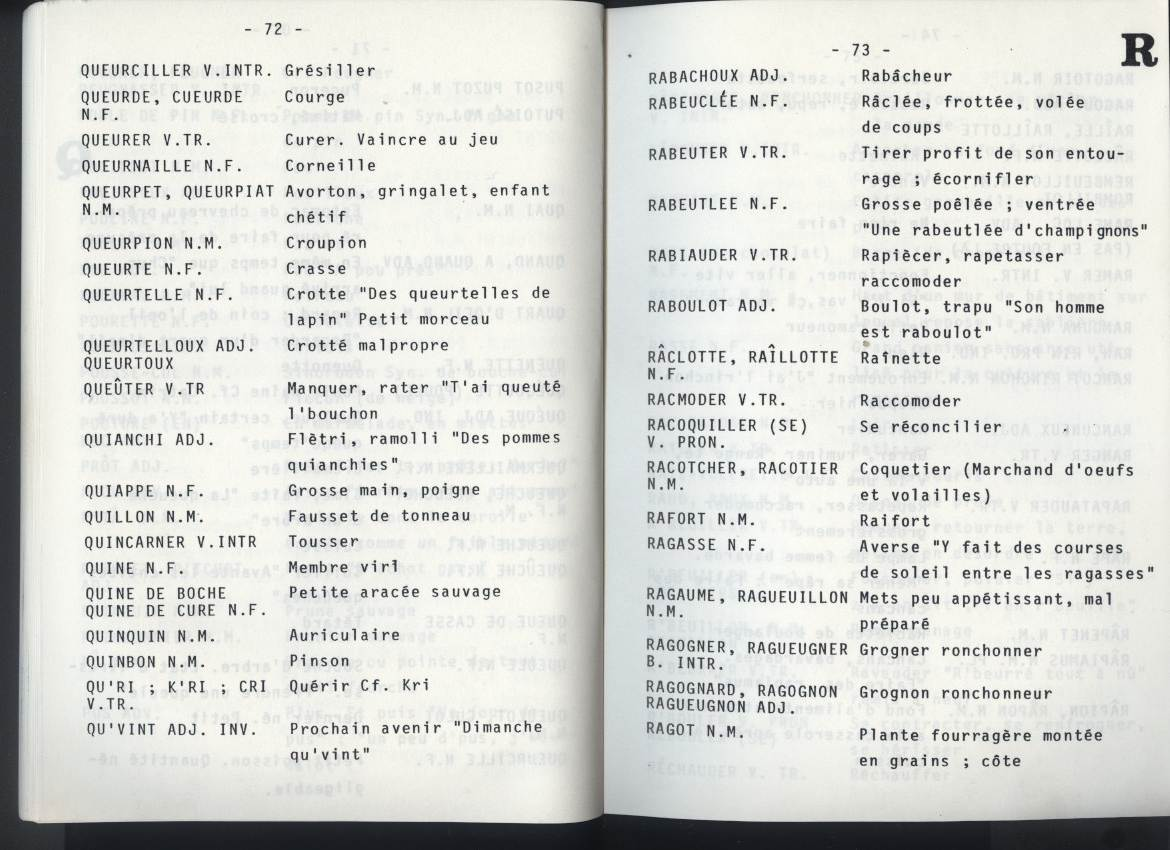 - 72 -
QUEURCILLER V.INTR. Grésiller
QUEURDE, CUEURDE Courge
N.F.
QUEURER V.TR. Curer. Vaincre au jeu
QUEURNAILLE N.F. Corneille
QUEURPET, QUEURPIAT Avorton, gringalet, enfant
N.M. chétif
QUEURPION N.M. Croupion
QUEURTE N.F. Crasse
QUEURTELLE N.F. Crotte "Des queurtelles de
lapin" Petit morceau
QUEURTELLOUX ADJ. Crotté malpropre
QUEURTOUX
QUEÛTER V.TR Manquer, rater "T'ai queuté
l'bouchon
QUIANCHI ADJ. Flètri, ramolli "Des pommes
quianchies"
QUIAPPE N.F. Grosse main, poigne
QUILLON N.M. Fausset de tonneau
QUINCARNER V.INTR Tousser
QUINE N.F. Membre viril
QUINE DE BOCHE Petite aracée sauvage
QUINE DE CURE N.F.
QUINQUIN N.M. Auriculaire
QUINBON N.M. Pinson
QU'RI ; K'RI ; CRI Quérir Cf. Kri
V.TR.
QU'VINT ADJ. INV. Prochain avenir "Dimanche
qu'vint"
- 73 -
R
RABACHOUX ADJ. Rabâcheur
RABEUCLÉE N.F. Râclée, frottée, volée
de coups
RABEUTER V.TR. Tirer profit de son entou-
rage ; écornifler
RABEUTLEE N.F. Grosse poêlée ; ventrée
"Une rabeutlée d'champignons"
RABIAUDER V.TR. Rapiècer, rapetasser
raccomoder
RABOULOT ADJ. Boulot, trapu "Son homme
est raboulot"
RÂCLOTTE, RAÎLLOTTE Raînette
N.F.
RACMODER V.TR. Raccomoder
RACOQUILLER (SE) Se réconcilier
V. PRON.
RACOTCHER, RACOTIER Coquetier (Marchand d'oeufs
N.M. et volailles)
RAFORT N.M. Raifort
RAGASSE N.F. Averse "Y fait des courses
de soleil entre les ragasses"
RAGAUME, RAGUEUILLON Mets peu appétissant, mal
N.M. préparé
RAGOGNER, RAGUEUGNER Grogner ronchonner
B. INTR.
RAGOGNARD, RAGOGNON Grognon ronchonneur
RAGUEUGNON ADJ.
RAGOT N.M. Plante fourragère montée
en grains ; côte